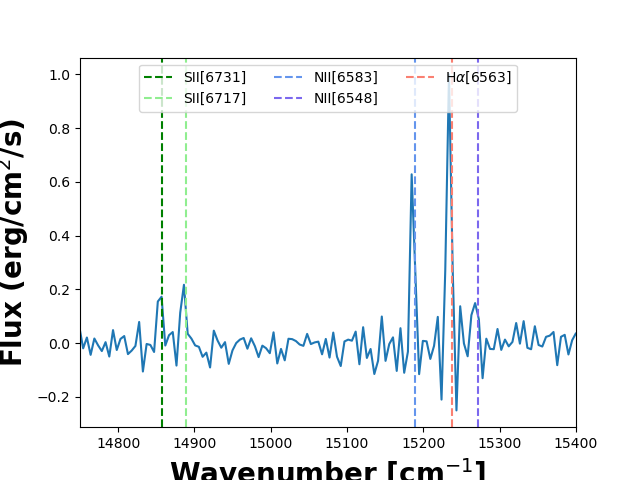 SII[6731] NII[6583] Hα[6563]
SII[6717] NII[6548]
1.0
0.8
0.6
0.4
0.2
0.0
−0.2
Flux (erg/cm²/s)
14800 14900 15000 15100 15200 15300 15400
Wavenumber [cm⁻¹]